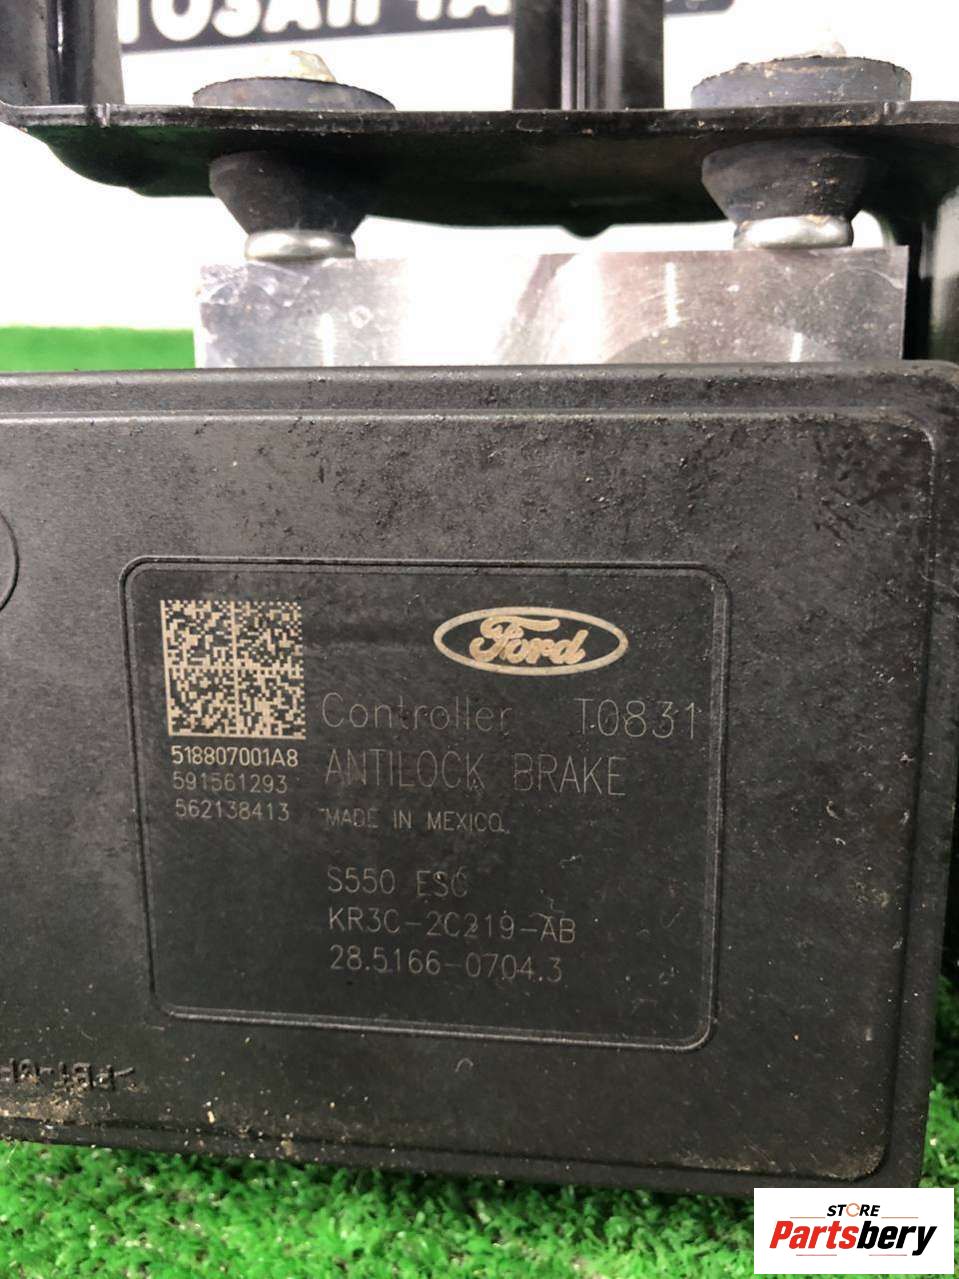 Ford
Controller T0831
518807001A8
ANTILOCK BRAKE
591561293
562138413
MADE IN MEXICO
S550 ESC
KR3C-2C219-AB
28.5166-0704.3
STORE
Partsbery